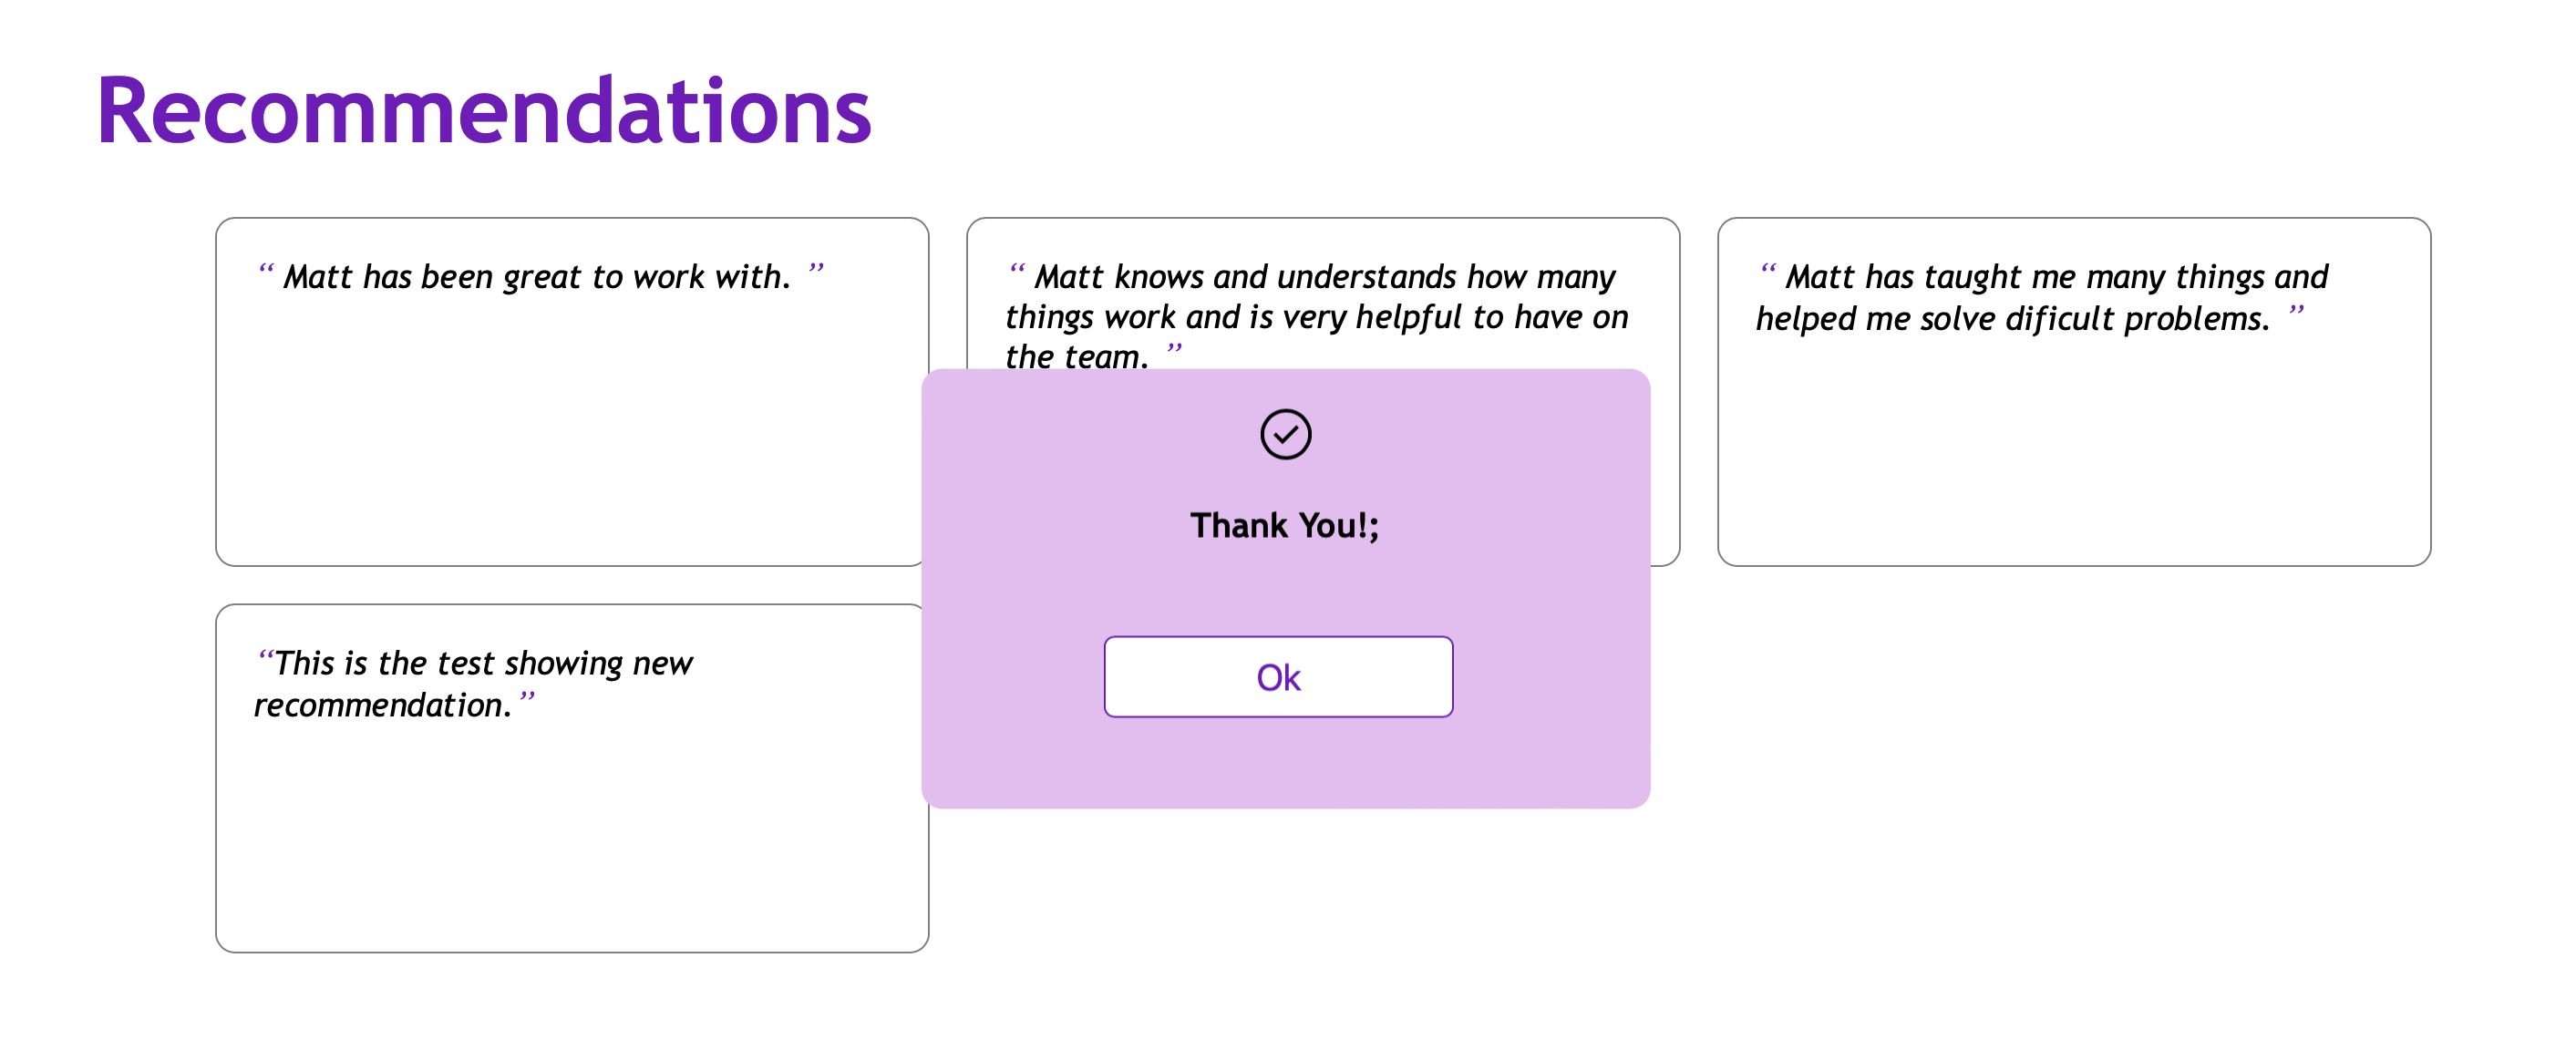 Recommendations
“ Matt has been great to work with. ”
“ Matt knows and understands how many
things work and is very helpful to have on
the team. ”
“ Matt has taught me many things and
helped me solve dificult problems. ”
“This is the test showing new
recommendation.”
Thank You!;
Ok